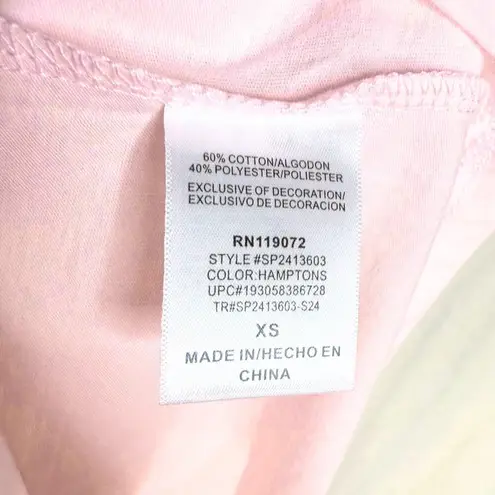 60% COTTON/ALGODON
40% POLYESTER/POLIESTER
EXCLUSIVE OF DECORATION/
EXCLUSIVO DE DECORACION
RN119072
STYLE #SP2413603
COLOR:HAMPTONS
UPC#193058386728
TR#SP2413603-S24
XS
MADE IN/HECHO EN
CHINA